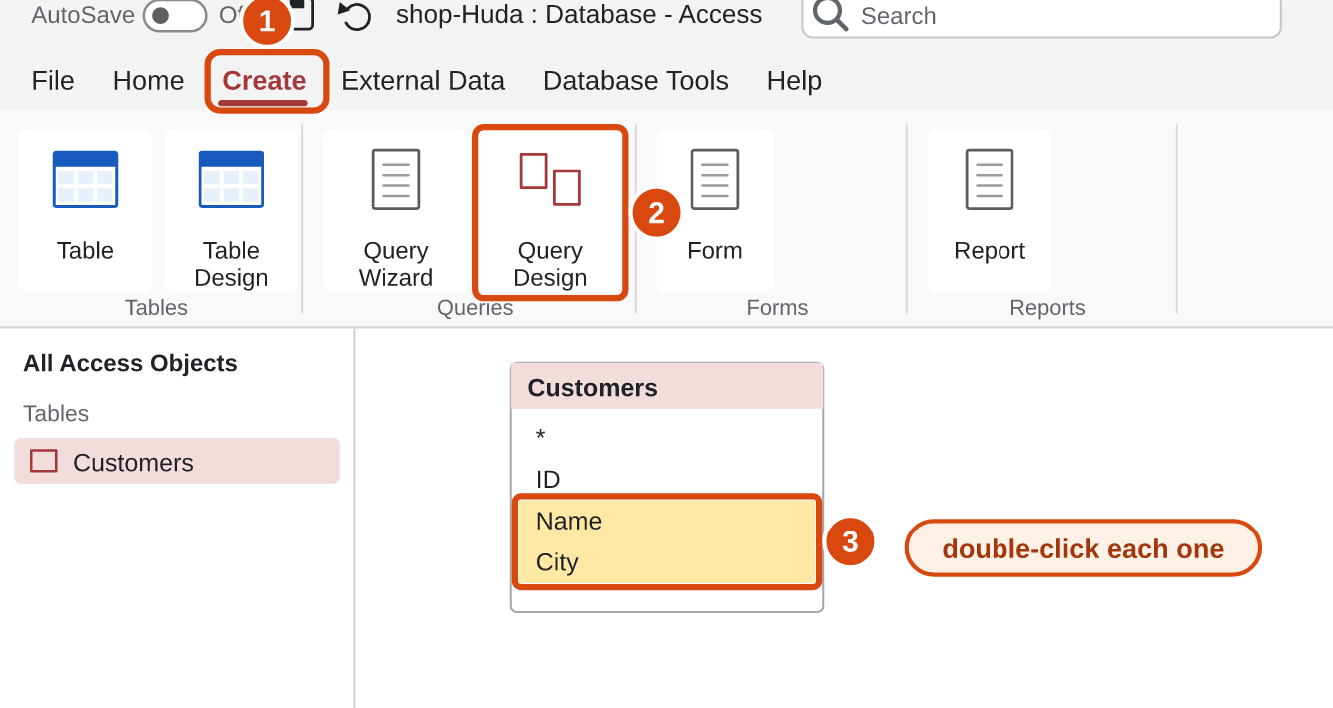 AutoSave
1
shop-Huda : Database - Access
Search
File
Home
Create
External Data
Database Tools
Help
Table
Table
Design
Tables
Query
Wizard
Query
Design
Queries
2
Form
Forms
Report
Reports
All Access Objects
Tables
Customers
Customers
*
ID
Name
City
3
double-click each one